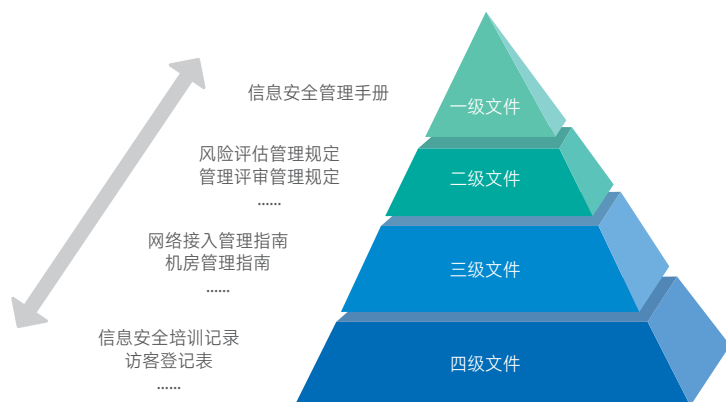 信息安全管理手册
一级文件
风险评估管理规定
管理评审管理规定
......
二级文件
网络接入管理指南
机房管理指南
......
三级文件
信息安全培训记录
访客登记表
......
四级文件